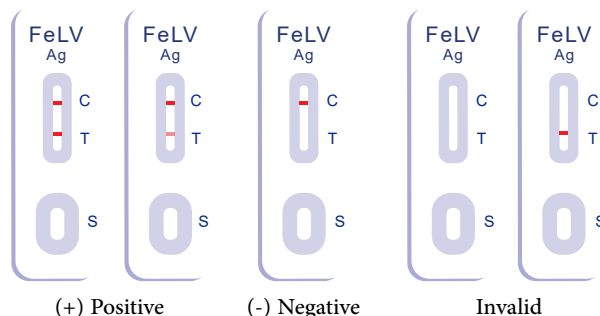 FeLV FeLV FeLV FeLV FeLV
Ag Ag Ag Ag Ag
C C C C C
T T T T T
S S S S S
(+) Positive (-) Negative Invalid